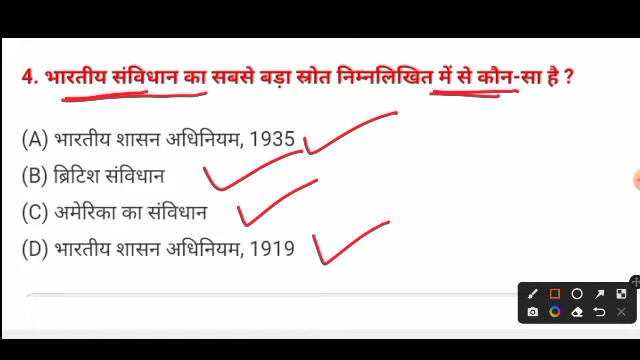 4. भारतीय संविधान का सबसे बड़ा स्रोत निम्नलिखित में से कौन-सा है ?
(A) भारतीय शासन अधिनियम, 1935
(B) ब्रिटिश संविधान
(C) अमेरिका का संविधान
(D) भारतीय शासन अधिनियम, 1919